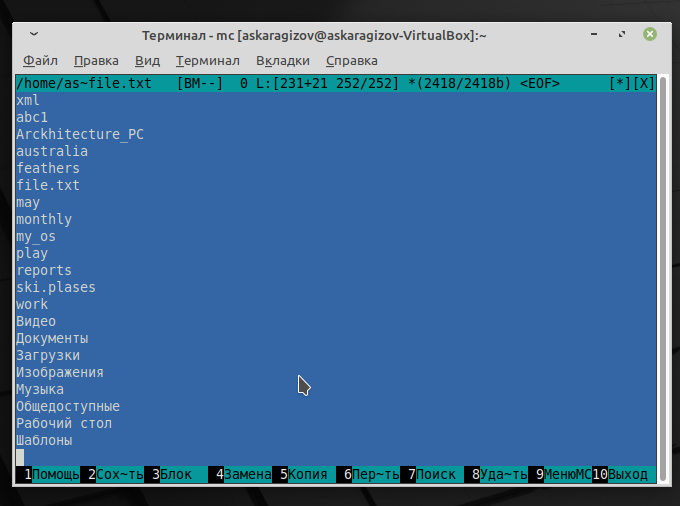 Терминал - mc [askaragizov@askaragizov-VirtualBox]:~
Файл Правка Вид Терминал Вкладки Справка
/home/as~file.txt [BM--] 0 L:[231+21 252/252] *(2418/2418b) <EOF> [*][X]
xml
abc1
Arckhitecture_PC
australia
feathers
file.txt
may
monthly
my_os
play
reports
ski.plases
work
Видео
Документы
Загрузки
Изображения
Музыка
Общедоступные
Рабочий стол
Шаблоны
1Помощь 2Сох~ть 3Блок 4Замена 5Копия 6Пер~ть 7Поиск 8Уда~ть 9МенюMC 10Выход